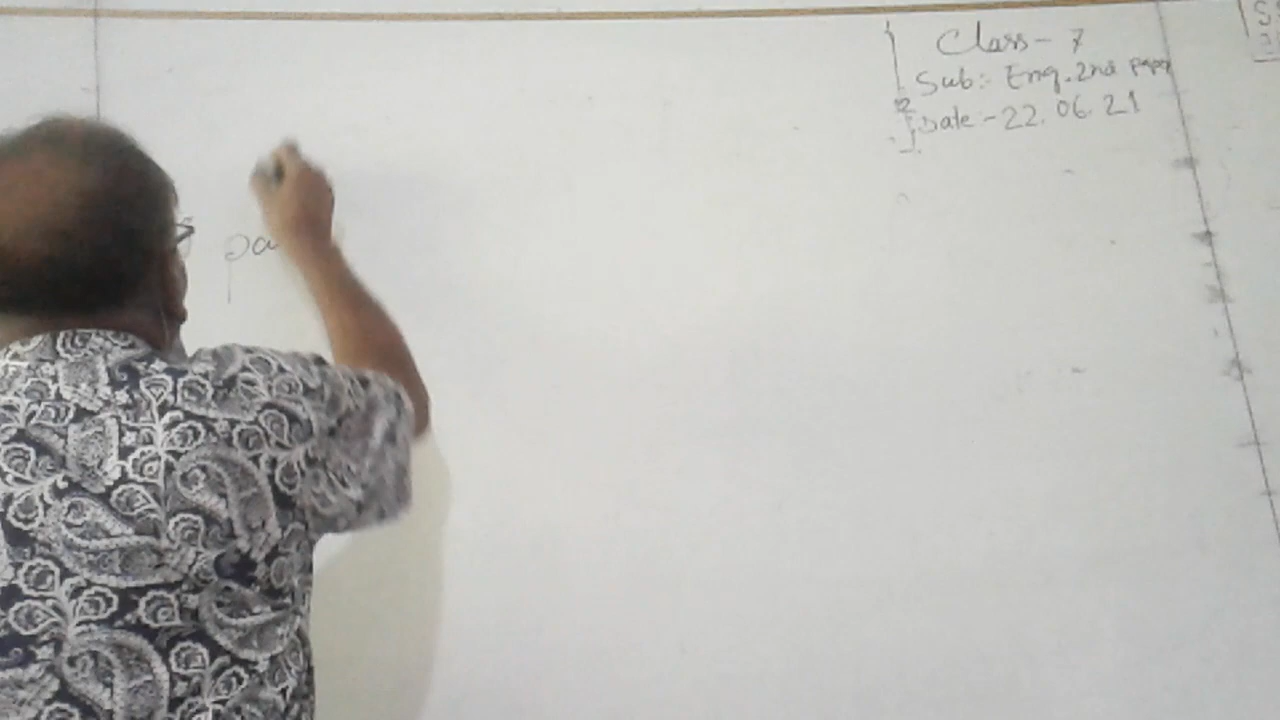 Class- 7
Sub:- Eng. 2nd paper
Date:- 22.06.21
pa